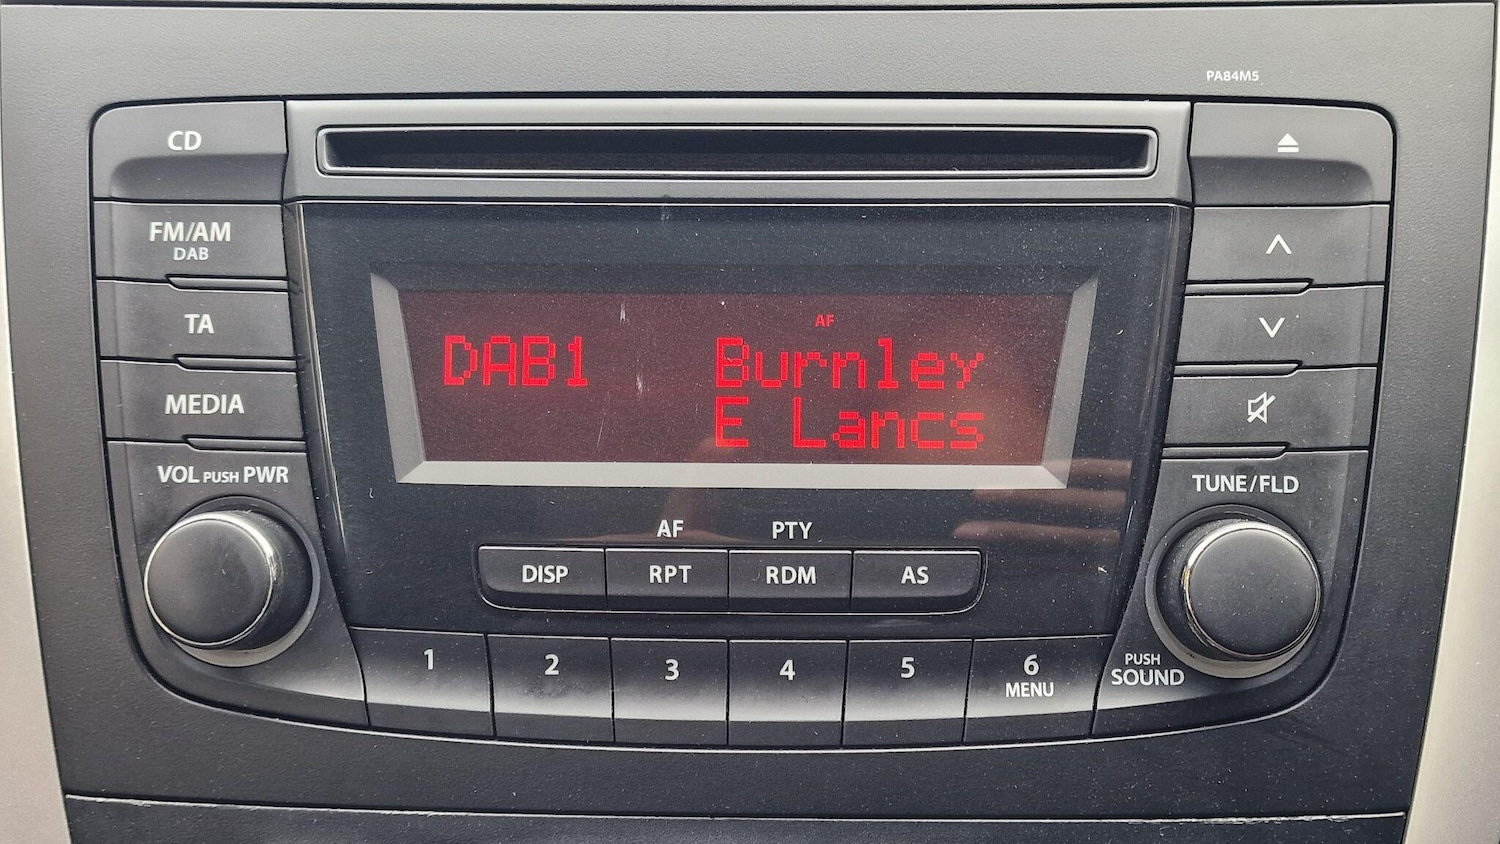 PA84M5
CD
FM/AM
DAB
TA
MEDIA
VOL PUSH PWR
AF
DAB1 Burnley
E Lancs
TUNE/FLD
AF PTY
DISP RPT RDM AS
1 2 3 4 5 6
MENU
PUSH
SOUND